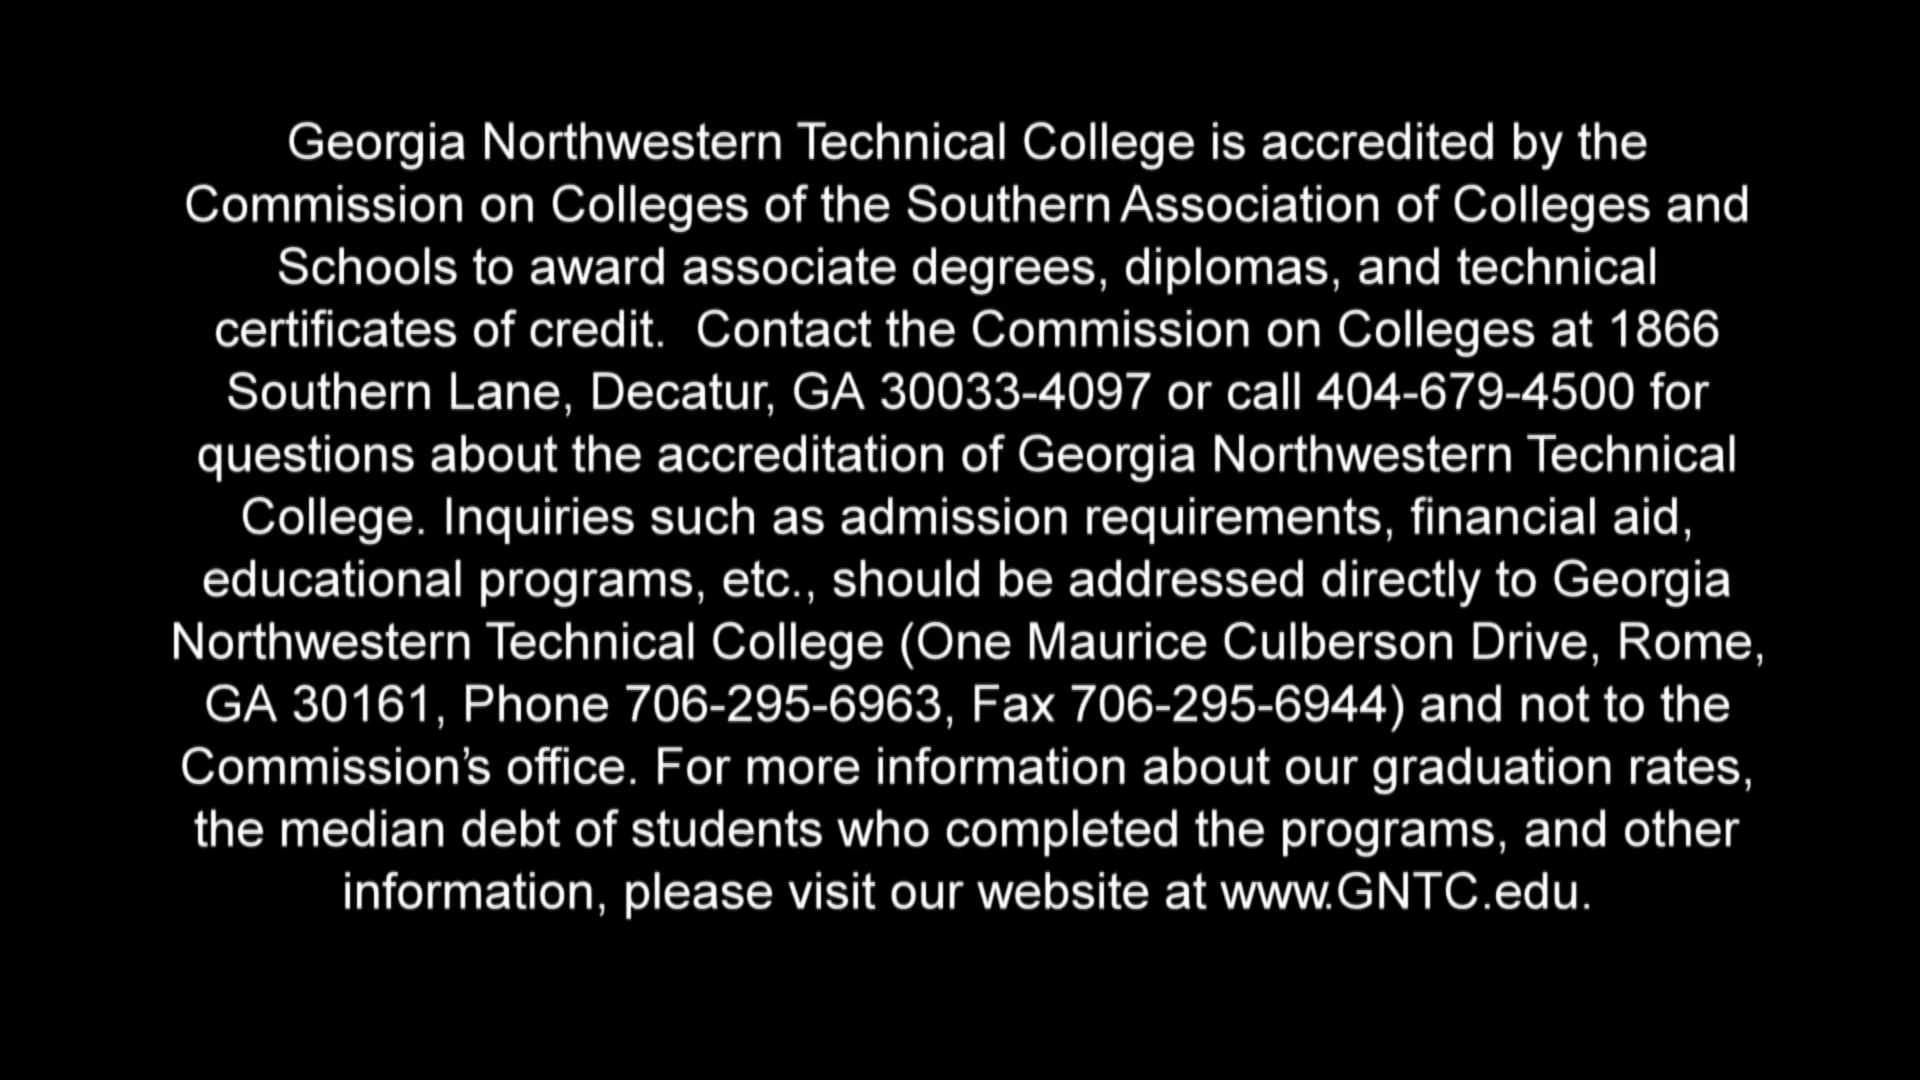 Georgia Northwestern Technical College is accredited by the
Commission on Colleges of the Southern Association of Colleges and
Schools to award associate degrees, diplomas, and technical
certificates of credit.  Contact the Commission on Colleges at 1866
Southern Lane, Decatur, GA 30033-4097 or call 404-679-4500 for
questions about the accreditation of Georgia Northwestern Technical
College. Inquiries such as admission requirements, financial aid,
educational programs, etc., should be addressed directly to Georgia
Northwestern Technical College (One Maurice Culberson Drive, Rome,
GA 30161, Phone 706-295-6963, Fax 706-295-6944) and not to the
Commission’s office. For more information about our graduation rates,
the median debt of students who completed the programs, and other
information, please visit our website at www.GNTC.edu.